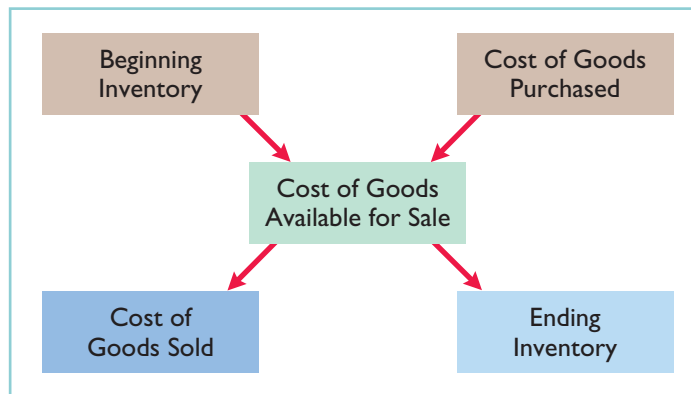 Beginning
Inventory
Cost of Goods
Purchased
Cost of Goods
Available for Sale
Cost of
Goods Sold
Ending
Inventory